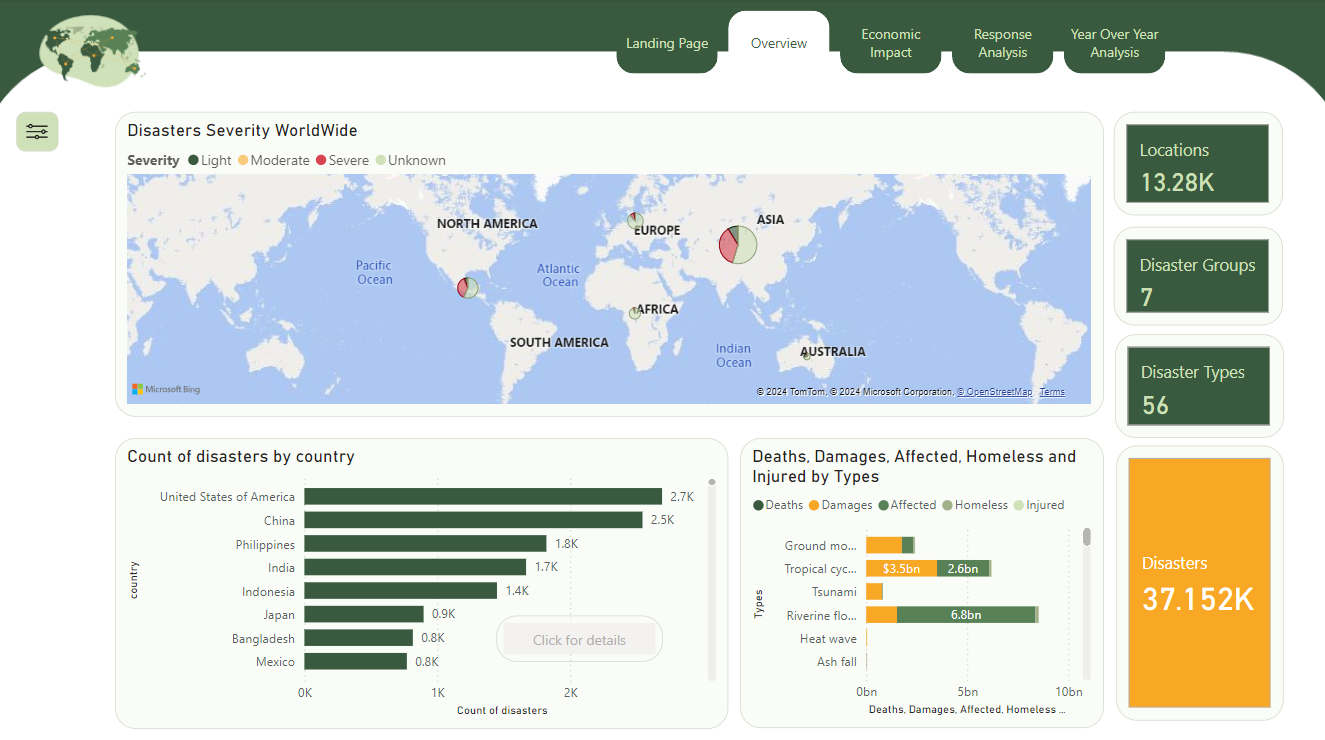 Landing Page
Overview
Economic
Impact
Response
Analysis
Year Over Year
Analysis
Disasters Severity WorldWide
Severity Light Moderate Severe Unknown
NORTH AMERICA
ASIA
EUROPE
Pacific
Ocean
Atlantic
Ocean
AFRICA
SOUTH AMERICA
Indian
Ocean
AUSTRALIA
Microsoft Bing
© 2024 TomTom, © 2024 Microsoft Corporation, © OpenStreetMap Terms
Locations
13.28K
Disaster Groups
7
Disaster Types
56
Disasters
37.152K
Count of disasters by country
country
United States of America 2.7K
China 2.5K
Philippines 1.8K
India 1.7K
Indonesia 1.4K
Japan 0.9K
Bangladesh 0.8K
Mexico 0.8K
Click for details
0K 1K 2K
Count of disasters
Deaths, Damages, Affected, Homeless and
Injured by Types
Deaths Damages Affected Homeless Injured
Types
Ground mo...
Tropical cyc... $3.5bn 2.6bn
Tsunami
Riverine flo... 6.8bn
Heat wave
Ash fall
0bn 5bn 10bn
Deaths, Damages, Affected, Homeless ...